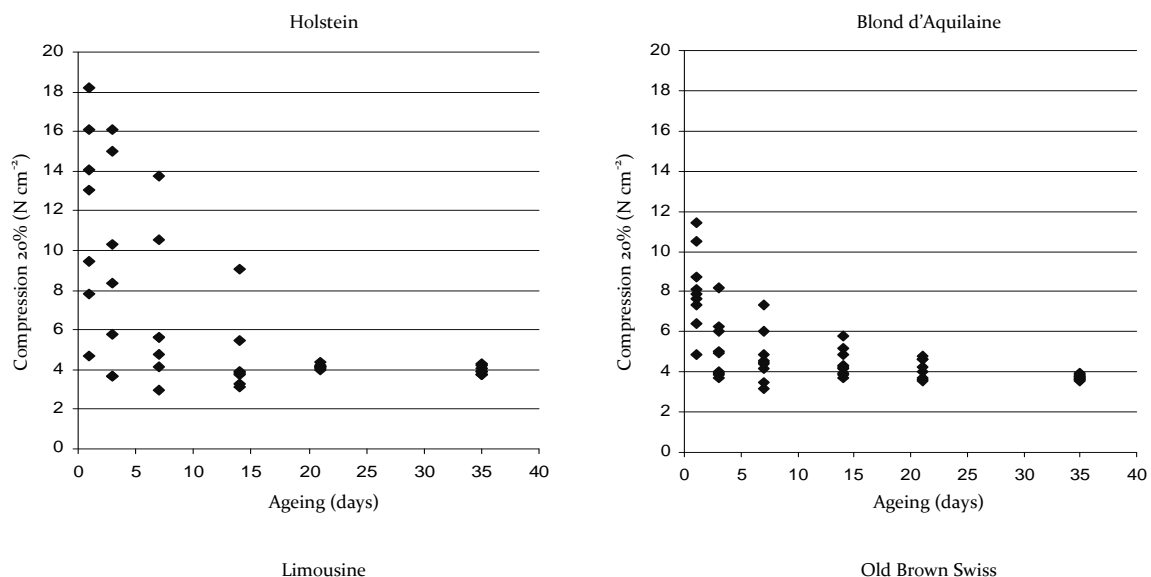 Holstein
Compression 20% (N cm⁻²)
20
18
16
14
12
10
8
6
4
2
0
0 5 10 15 20 25 30 35 40
Ageing (days)
Blond d'Aquilaine
Compression 20% (N cm⁻²)
20
18
16
14
12
10
8
6
4
2
0
0 5 10 15 20 25 30 35 40
Ageing (days)
Limousine
Old Brown Swiss